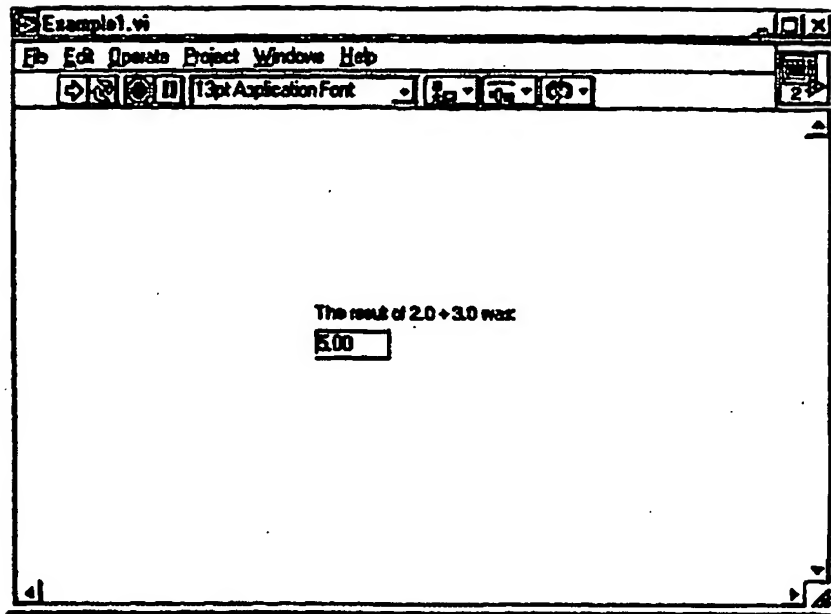 Example1.vi
File Edit Operate Project Windows Help
13pt Application Font
2
The result of 2.0 + 3.0 was:
5.00